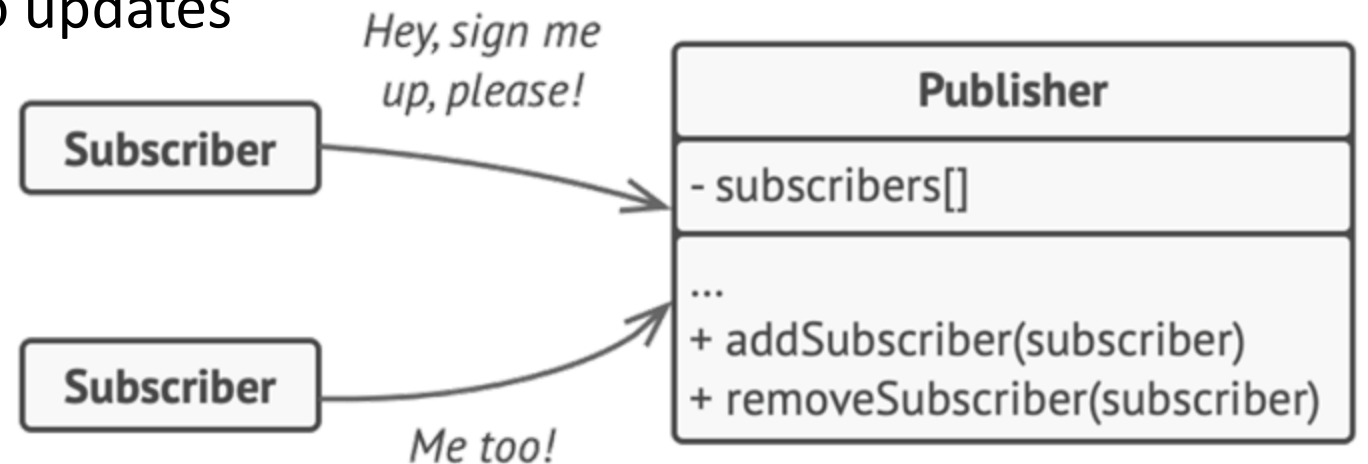 updates
Hey, sign me
up, please!
Subscriber
Subscriber
Me too!
Publisher
- subscribers[]
...
+ addSubscriber(subscriber)
+ removeSubscriber(subscriber)